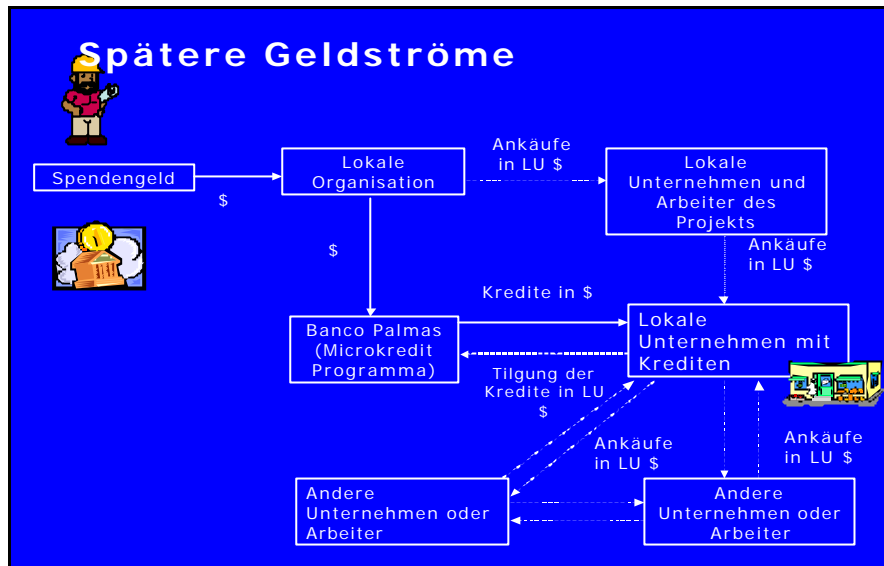 Spätere Geldströme
Spendengeld
$
Lokale
Organisation
Ankäufe
in LU $
Lokale
Unternehmen und
Arbeiter des
Projekts
$
Ankäufe
in LU $
Banco Palmas
(Microkredit
Programma)
Kredite in $
Lokale
Unternehmen mit
Krediten
Tilgung der
Kredite in LU
$
Ankäufe
in LU $
Ankäufe
in LU $
Andere
Unternehmen oder
Arbeiter
Andere
Unternehmen oder
Arbeiter